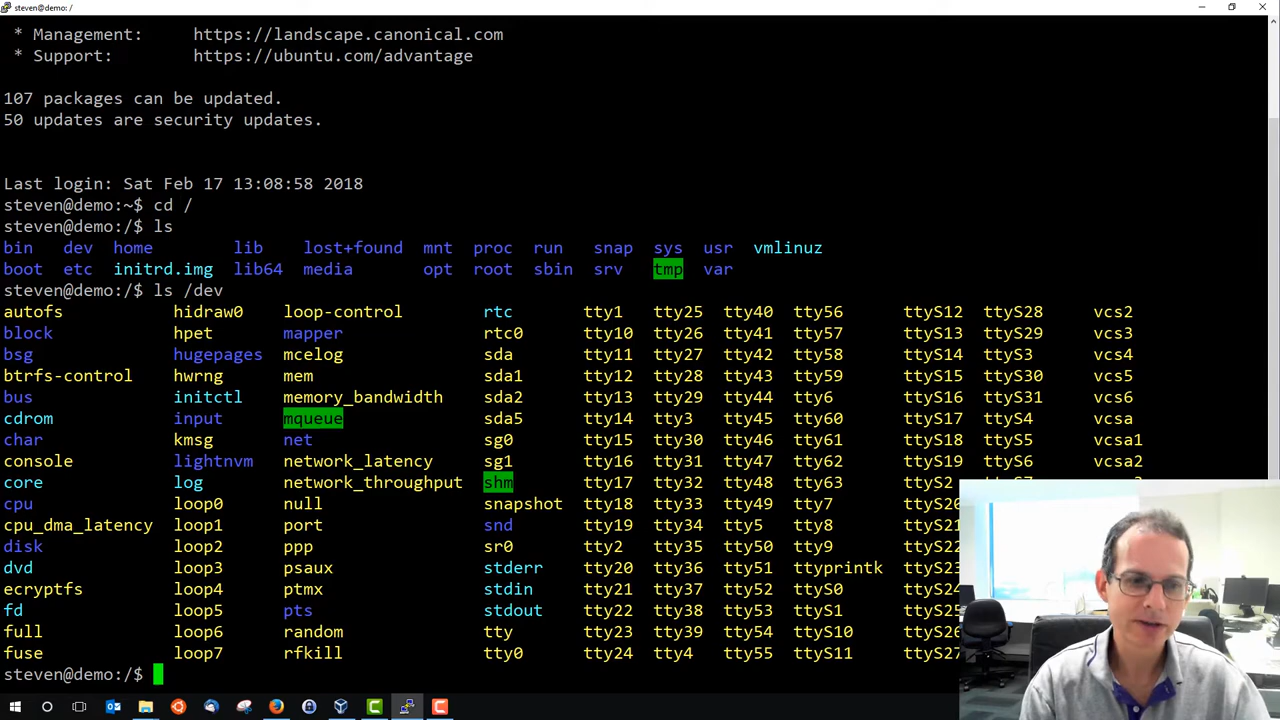 steven@demo: /
* Management: https://landscape.canonical.com
* Support: https://ubuntu.com/advantage
107 packages can be updated.
50 updates are security updates.
Last login: Sat Feb 17 13:08:58 2018
steven@demo:~$ cd /
steven@demo:/$ ls
bin dev home lib lost+found mnt proc run snap sys usr vmlinuz
boot etc initrd.img lib64 media opt root sbin srv tmp var
steven@demo:/$ ls /dev
autofs hidraw0 loop-control rtc tty1 tty25 tty40 tty56 ttyS12 ttyS28 vcs2
block hpet mapper rtc0 tty10 tty26 tty41 tty57 ttyS13 ttyS29 vcs3
bsg hugepages mcelog sda tty11 tty27 tty42 tty58 ttyS14 ttyS3 vcs4
btrfs-control hwrng mem sda1 tty12 tty28 tty43 tty59 ttyS15 ttyS30 vcs5
bus initctl memory_bandwidth sda2 tty13 tty29 tty44 tty6 ttyS16 ttyS31 vcs6
cdrom input mqueue sda5 tty14 tty3 tty45 tty60 ttyS17 ttyS4 vcsa
char kmsg net sg0 tty15 tty30 tty46 tty61 ttyS18 ttyS5 vcsa1
console lightnvm network_latency sg1 tty16 tty31 tty47 tty62 ttyS19 ttyS6 vcsa2
core log network_throughput shm tty17 tty32 tty48 tty63 ttyS2
cpu loop0 null snapshot tty18 tty33 tty49 tty7 ttyS20
cpu_dma_latency loop1 port snd tty19 tty34 tty5 tty8 ttyS21
disk loop2 ppp sr0 tty2 tty35 tty50 tty9 ttyS22
dvd loop3 psaux stderr tty20 tty36 tty51 ttyprintk ttyS23
ecryptfs loop4 ptmx stdin tty21 tty37 tty52 ttyS0 ttyS24
fd loop5 pts stdout tty22 tty38 tty53 ttyS1 ttyS25
full loop6 random tty tty23 tty39 tty54 ttyS10 ttyS26
fuse loop7 rfkill tty0 tty24 tty4 tty55 ttyS11 ttyS27
steven@demo:/$